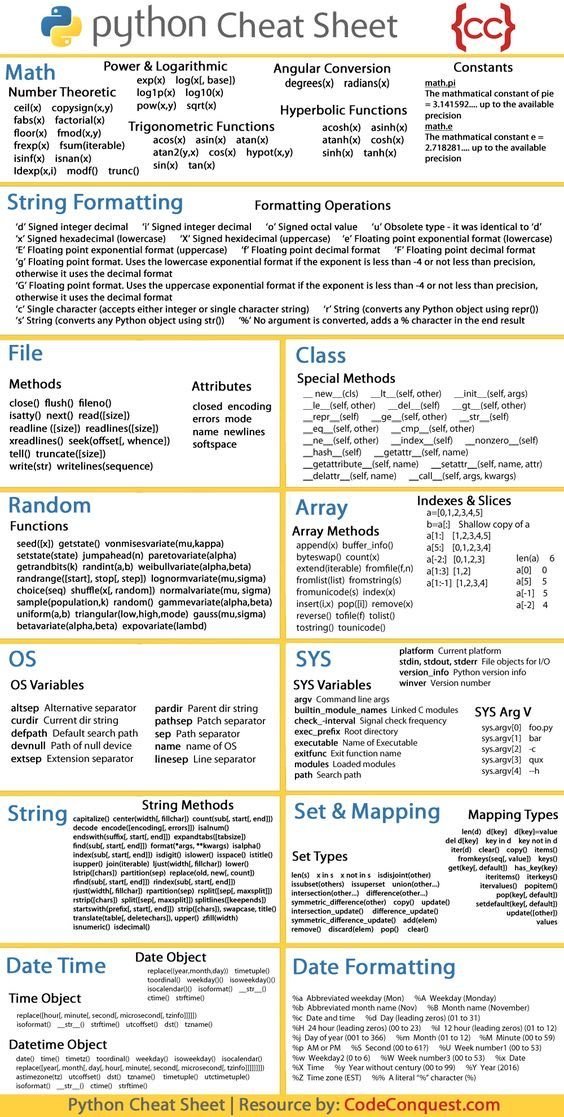 python Cheat Sheet {cc}
Math
Number Theoretic
ceil(x) copysign(x,y)
fabs(x) factorial(x)
floor(x) fmod(x,y)
frexp(x) fsum(iterable)
isinf(x) isnan(x)
ldexp(x,i) modf() trunc()
Power & Logarithmic
exp(x) log(x[, base])
log1p(x) log10(x)
pow(x,y) sqrt(x)
Trigonometric Functions
acos(x) asin(x) atan(x)
atan2(y,x) cos(x) hypot(x,y)
sin(x) tan(x)
Angular Conversion
degrees(x) radians(x)
Hyperbolic Functions
acosh(x) asinh(x)
atanh(x) cosh(x)
sinh(x) tanh(x)
Constants
math.pi
The mathmatical constant of pie
= 3.141592.... up to the available
precision
math.e
The mathmatical constant e =
2.718281.... up to the available
precision
String Formatting
Formatting Operations
'd' Signed integer decimal 'i' Signed integer decimal 'o' Signed octal value 'u' Obsolete type - it was identical to 'd'
'x' Signed hexadecimal (lowercase) 'X' Signed hexidecimal (uppercase) 'e' Floating point exponential format (lowercase)
'E' Floating point exponential format (uppercase) 'f' Floating point decimal format 'F' Floating point decimal format
'g' Floating point format. Uses the lowercase exponential format if the exponent is less than -4 or not less than precision,
otherwise it uses the decimal format
'G' Floating point format. Uses the uppercase exponential format if the exponent is less than -4 or not less than precision,
otherwise it uses the decimal format
'c' Single character (accepts either integer or single character string) 'r' String (converts any Python object using repr())
's' String (converts any Python object using str()) '%' No argument is converted, adds a % character in the end result
File
Methods
close() flush() fileno()
isatty() next() read([size])
readline ([size]) readlines([size])
xreadlines() seek(offset[, whence])
tell() truncate([size])
write(str) writelines(sequence)
Attributes
closed encoding
errors mode
name newlines
softspace
Class
Special Methods
__ new__(cls) __lt__(self, other) __init__(self, args)
__le__(self, other) __del__(self) __gt__(self, other)
__repr__(self) __ge__(self, other) __str__(self)
__eq__(self, other) __cmp__(self, other)
__ne__(self, other) __index__(self) __nonzero__(self)
__hash__(self) __getattr__(self, name)
__getattribute__(self, name) __setattr__(self, name, attr)
__delattr__(self, name) __call__(self, args, kwargs)
Random
Functions
seed([x]) getstate() vonmisesvariate(mu,kappa)
setstate(state) jumpahead(n) paretovariate(alpha)
getrandbits(k) randint(a,b) weibullvariate(alpha,beta)
randrange([start], stop[, step]) lognormvariate(mu,sigma)
choice(seq) shuffle(x[, random]) normalvariate(mu, sigma)
sample(population,k) random() gammevariate(alpha,beta)
uniform(a,b) triangular(low,high,mode) gauss(mu,sigma)
betavariate(alpha,beta) expovariate(lambd)
Array
Array Methods
append(x) buffer_info()
byteswap() count(x)
extend(iterable) fromfile(f,n)
fromlist(list) fromstring(s)
fromunicode(s) index(x)
insert(i,x) pop([i]) remove(x)
reverse() tofile(f) tolist()
tostring() tounicode()
Indexes & Slices
a=[0,1,2,3,4,5]
b=a[:] Shallow copy of a
a[1:] [1,2,3,4,5]
a[5:] [0,1,2,3,4]
a[-2:] [0,1,2,3]
a[1:3] [1,2]
a[1:-1] [1,2,3,4]
len(a) 6
a[0] 0
a[5] 5
a[-1] 5
a[-2] 4
OS
OS Variables
altsep Alternative separator
curdir Current dir string
defpath Default search path
devnull Path of null device
extsep Extension separator
pardir Parent dir string
pathsep Patch separator
sep Path separator
name name of OS
linesep Line separator
SYS
SYS Variables
argv Command line args
builtin_module_names Linked C modules
check_-interval Signal check frequency
exec_prefix Root directory
executable Name of Executable
exitfunc Exit function name
modules Loaded modules
path Search path
platform Current platform
stdin, stdout, stderr File objects for I/O
version_info Python version info
winver Version number
SYS Arg V
sys.argv[0] foo.py
sys.argv[1] bar
sys.argv[2] -c
sys.argv[3] qux
sys.argv[4] --h
String
String Methods
capitalize() center(width[, fillchar]) count(sub[, start[, end]])
decode encode([encoding[, errors]]) isalnum()
endswith(suffix[, start[, end]]) expandtabs([tabsize])
find(sub[, start[, end]]) format(*args, **kwargs) isalpha()
index(sub[, start[, end]]) isdigit() islower() isspace() istitle()
isupper() join(iterable) ljust(width[, fillchar]) lower()
lstrip([chars]) partition(sep) replace(old, new[, count])
rfind(sub[, start[, end]]) rindex(sub[, start[, end]])
rjust(width[, fillchar]) rpartition(sep) rsplit([sep[, maxsplit]])
rstrip([chars]) split([sep[, maxsplit]]) splitlines([keepends])
startswith(prefix[, start[, end]]) strip([chars]), swapcase, title()
translate(table[, deletechars]), upper() zfill(width)
isnumeric() isdecimal()
Set & Mapping
Set Types
len(s) x in s x not in s isdisjoint(other)
issubset(others) issuperset union(other...)
intersection(other...) difference(other...)
symmetric_difference(other) copy() update()
intersection_update() difference_update()
symmetric_difference_update() add(elem)
remove() discard(elem) pop() clear()
Mapping Types
len(d) d[key] d[key]=value
del d[key] key in d key not in d
iter(d) clear() copy() items()
fromkeys(seq[, value]) keys()
get(key[, default]) has_key(key)
iteritems() iterkeys()
itervalues() popitem()
pop(key[, default])
setdefault(key[, default])
update([other])
values
Date Time
Date Object
replace((year,month,day)) timetuple()
toordinal() weekday() isoweekday()
isocalendar() isoformat() __str__()
ctime() strftime()
Time Object
replace([hour[, minute[, second[, microsecond[, tzinfo]]]]])
isoformat() __str__() strftime() utcoffset() dst() tzname()
Datetime Object
date() time() timetz() toordinal() weekday() isoweekday() isocalendar()
replace([year[, month[, day[, hour[, minute[, second[, microsecond[, tzinfo]]]]]]]])
astimezone(tz) utcoffset() dst() tzname() timetuple() utctimetuple()
isoformat() __str__() ctime() strftime()
Date Formatting
%a Abbreviated weekday (Mon) %A Weekday (Monday)
%b Abbreviated month name (Nov) %B Month name (November)
%c Date and time %d Day (leading zeros) (01 to 31)
%H 24 hour (leading zeros) (00 to 23) %I 12 hour (leading zeros) (01 to 12)
%j Day of year (001 to 366) %m Month (01 to 12) %M Minute (00 to 59)
%p AM or PM %S Second (00 to 61?) %U Week number1 (00 to 53)
%w Weekday2 (0 to 6) %W Week number3 (00 to 53) %x Date
%X Time %y Year without century (00 to 99) %Y Year (2016)
%Z Time zone (EST) %% A literal "%" character (%)
Python Cheat Sheet | Resource by: CodeConquest.com